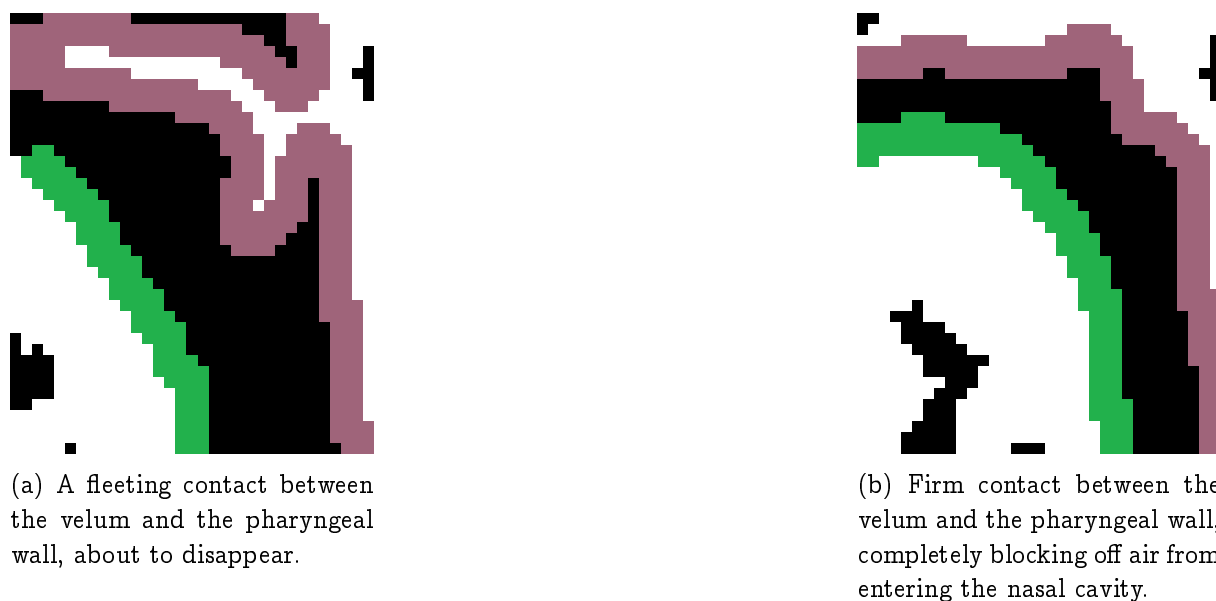 (a) A fleeting contact between
the velum and the pharyngeal
wall, about to disappear.
(b) Firm contact between the
velum and the pharyngeal wall,
completely blocking off air from
entering the nasal cavity.